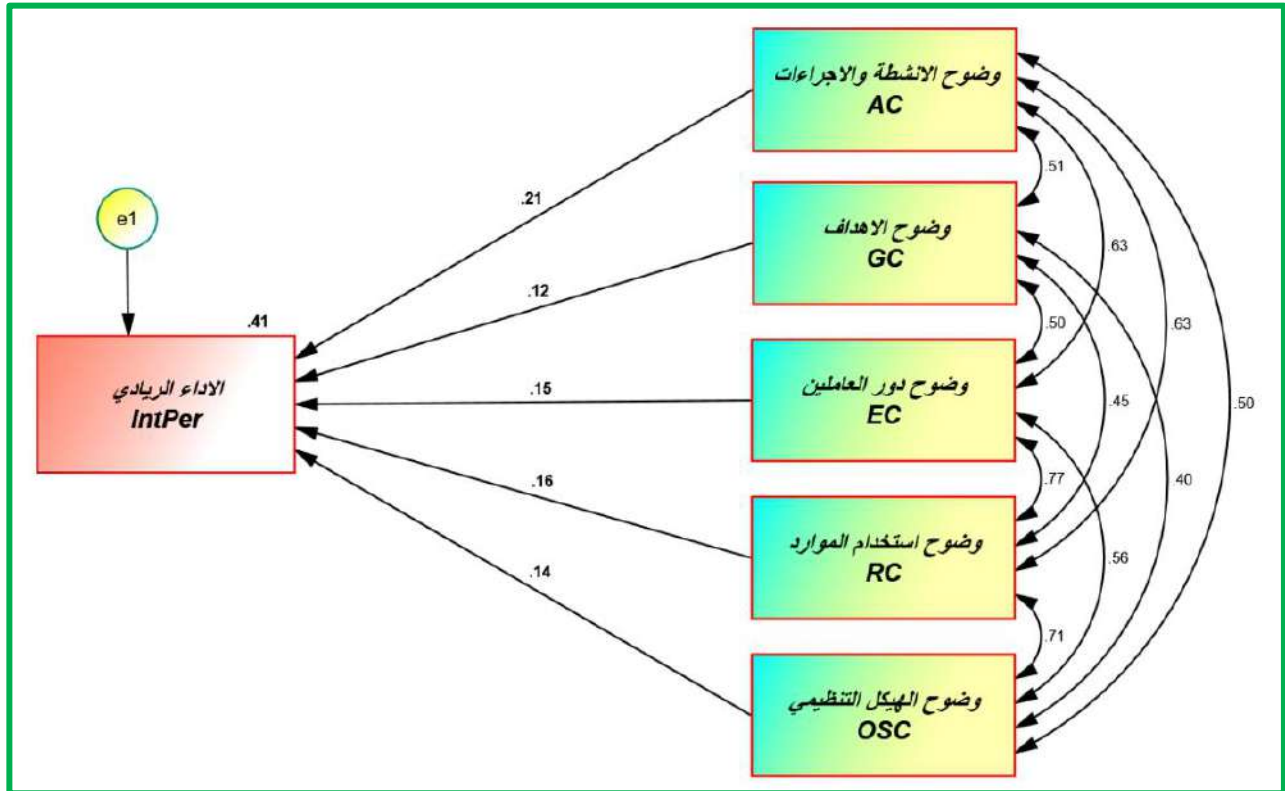 وضوح الانشطة والاجراءات
AC
.51
.21
e1
وضوح الاهداف
GC
.63
.12
.50
.63
.41
الاداء الريادي
IntPer
.15
وضوح دور العاملين
EC
.45
.50
.77
.40
.16
وضوح استخدام الموارد
RC
.56
.14
.71
وضوح الهيكل التنظيمي
OSC